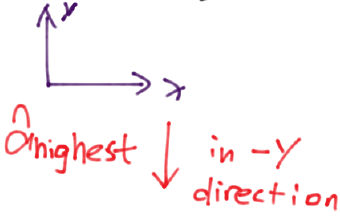 y
x
â highest ↓ in -Y
direction